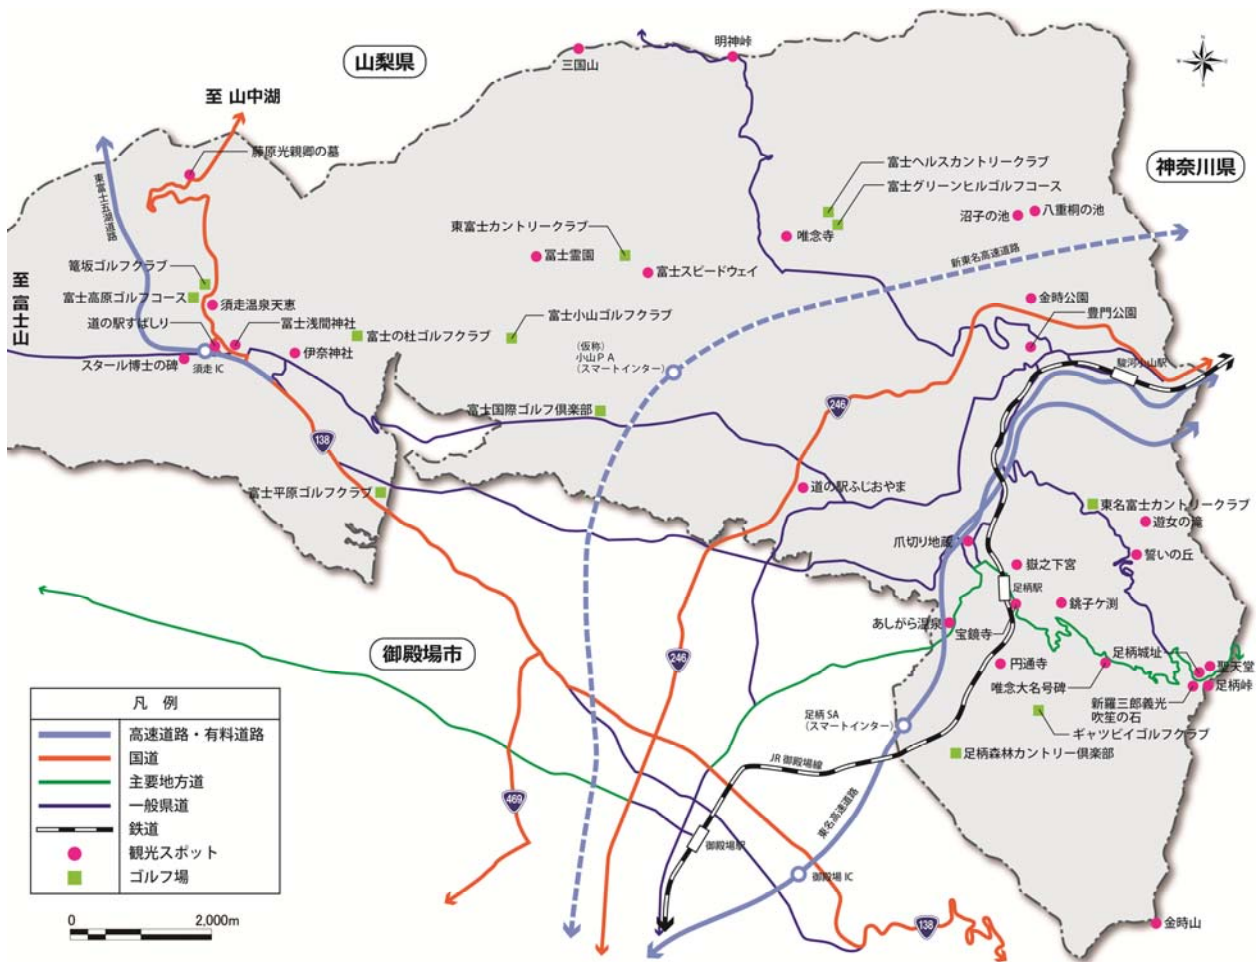 山梨県
明神峠
三国山
至 山中湖
藤原光親卿の墓
東富士五湖道路
神奈川県
富士ヘルスカントリークラブ
富士グリーンヒルゴルフコース
沼子の池
八重桐の池
唯念寺
東富士カントリークラブ
冨士霊園
富士スピードウェイ
新東名高速道路
至 富士山
篭坂ゴルフクラブ
富士高原ゴルフコース
須走温泉天恵
道の駅すばしり
冨士浅間神社
伊奈神社
スタール博士の碑
須走 IC
富士の杜ゴルフクラブ
富士小山ゴルフクラブ
(仮称)
小山PA
(スマートインター)
金時公園
豊門公園
駿河小山駅
富士国際ゴルフ倶楽部
246
138
富士平原ゴルフクラブ
道の駅ふじおやま
東名富士カントリークラブ
遊女の滝
誓いの丘
爪切り地蔵
嶽之下宮
足柄駅
銚子ケ渕
あしがら温泉
宝鏡寺
円通寺
足柄城址
聖天堂
足柄峠
唯念大名号碑
新羅三郎義光
吹笙の石
ギャツビイゴルフクラブ
足柄森林カントリー倶楽部
御殿場市
246
足柄 SA
(スマートインター)
JR 御殿場線
東名高速道路
469
御殿場駅
御殿場 IC
138
金時山
凡 例
高速道路・有料道路
国道
主要地方道
一般県道
鉄道
観光スポット
ゴルフ場
0 2,000m